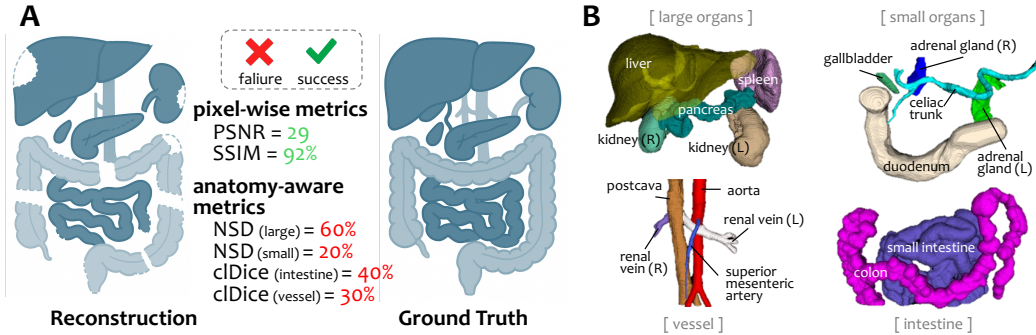 A
faliure
success
pixel-wise metrics
PSNR = 29
SSIM = 92%
anatomy-aware
metrics
NSD (large) = 60%
NSD (small) = 20%
clDice (intestine) = 40%
clDice (vessel) = 30%
Reconstruction
Ground Truth
B
[ large organs ]
liver
spleen
pancreas
kidney (R)
kidney (L)
[ small organs ]
adrenal gland (R)
gallbladder
celiac
trunk
duodenum
adrenal
gland (L)
postcava
aorta
renal vein (L)
renal
vein (R)
superior
mesenteric
artery
[ vessel ]
small intestine
colon
[ intestine ]